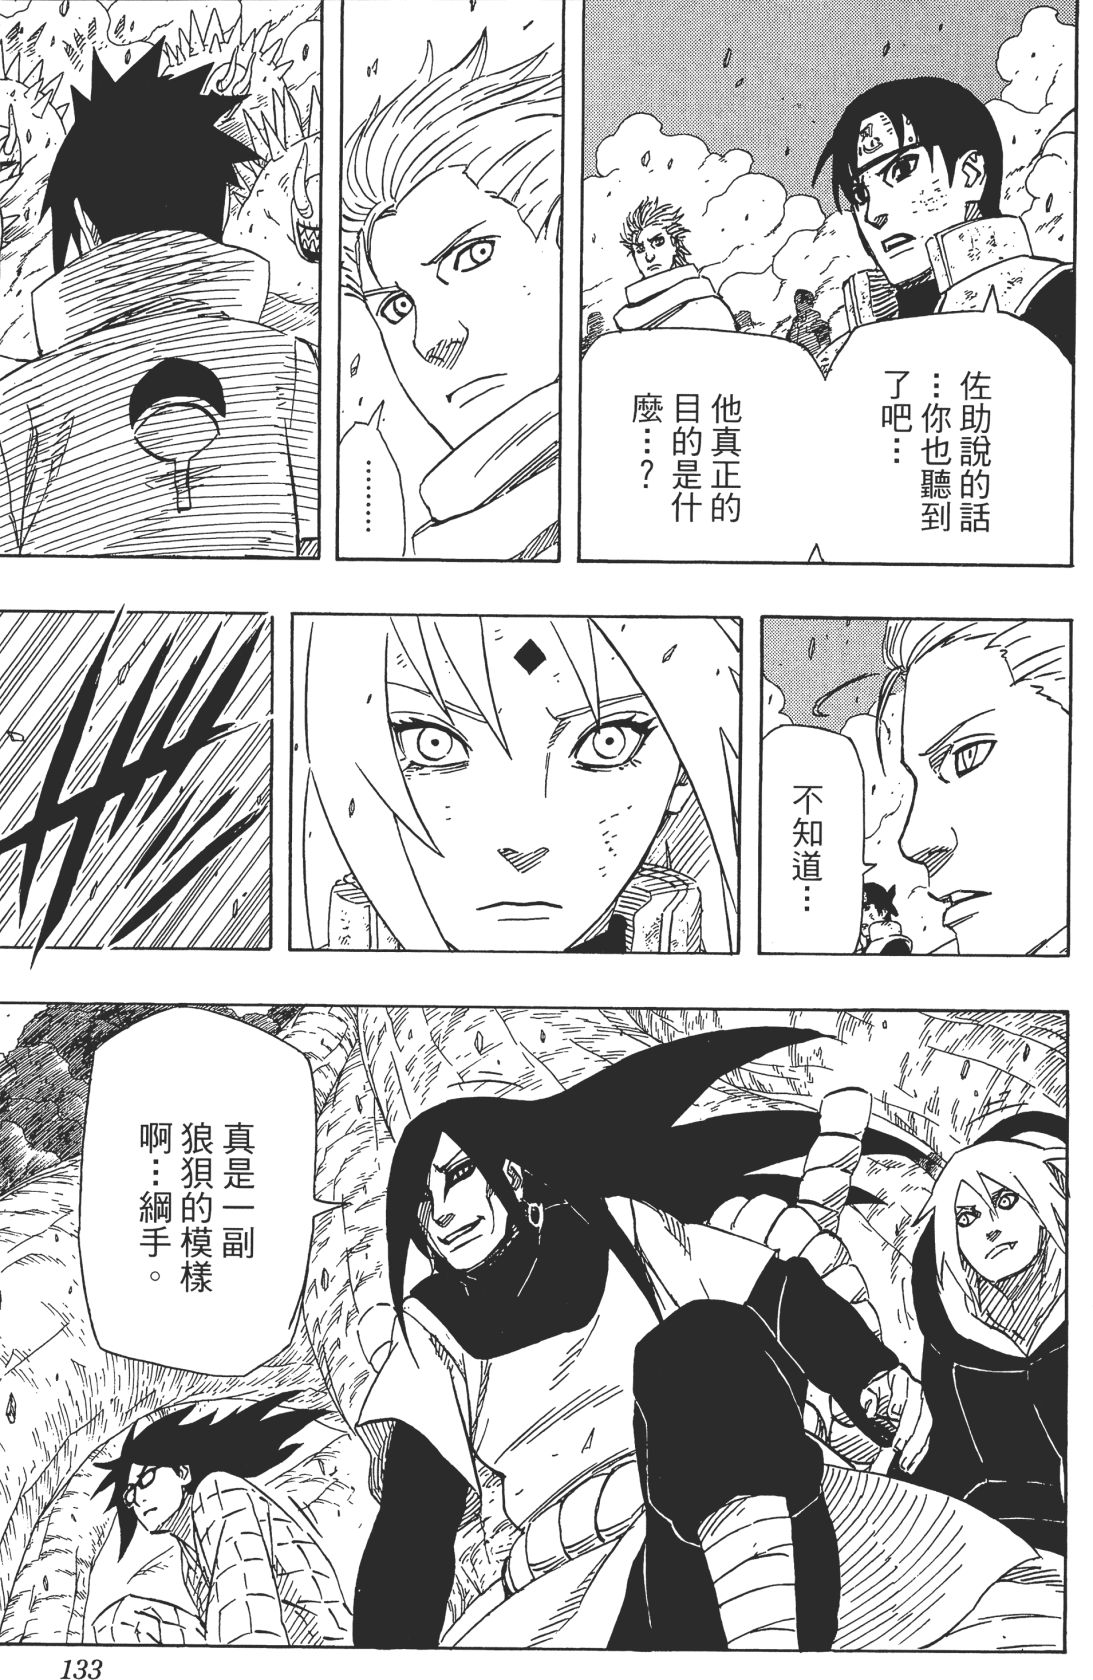 佐助說的話
…你也聽到
了吧…
他真正的
目的是什
麼…?
………
不知道…
真是一副
狼狽的模樣
啊…綱手。
133